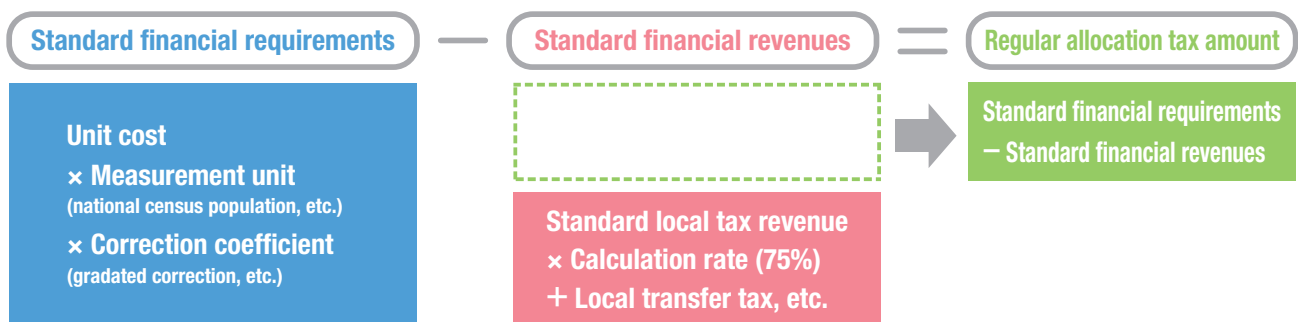 Standard financial requirements — Standard financial revenues = Regular allocation tax amount
Unit cost
× Measurement unit
(national census population, etc.)
× Correction coefficient
(gradated correction, etc.)
Standard local tax revenue
× Calculation rate (75%)
+ Local transfer tax, etc.
Standard financial requirements
− Standard financial revenues